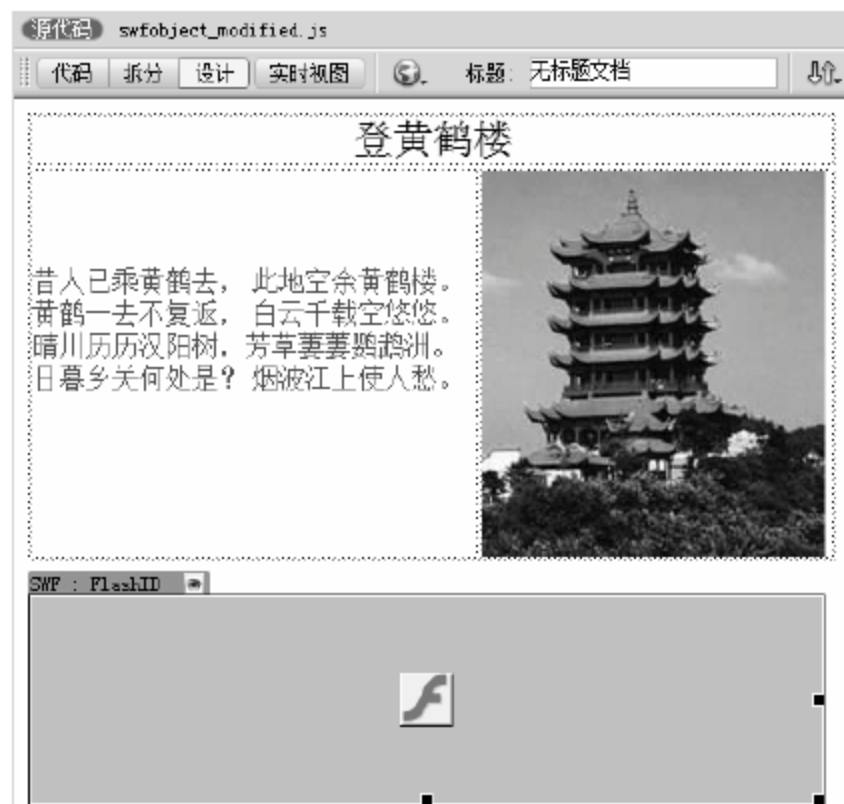 源代码 swfobject_modified.js
代码 拆分 设计 实时视图 标题: 无标题文档
登黄鹤楼
昔人已乘黄鹤去, 此地空余黄鹤楼。
黄鹤一去不复返, 白云千载空悠悠。
晴川历历汉阳树, 芳草萋萋鹦鹉洲。
日暮乡关何处是? 烟波江上使人愁。
SWF : FlashID